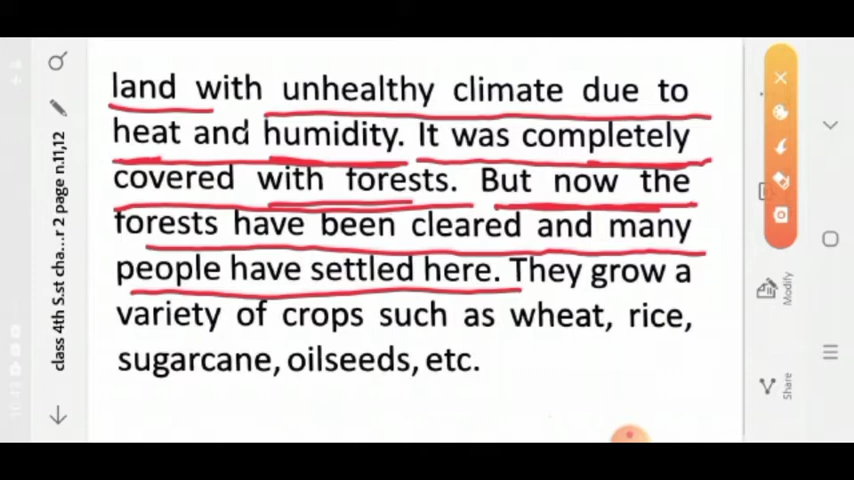 land with unhealthy climate due to
heat and humidity. It was completely
covered with forests. But now the
forests have been cleared and many
people have settled here. They grow a
variety of crops such as wheat, rice,
sugarcane, oilseeds, etc.
class 4th S.st cha...r 2 page n.11,12
Modify
Share